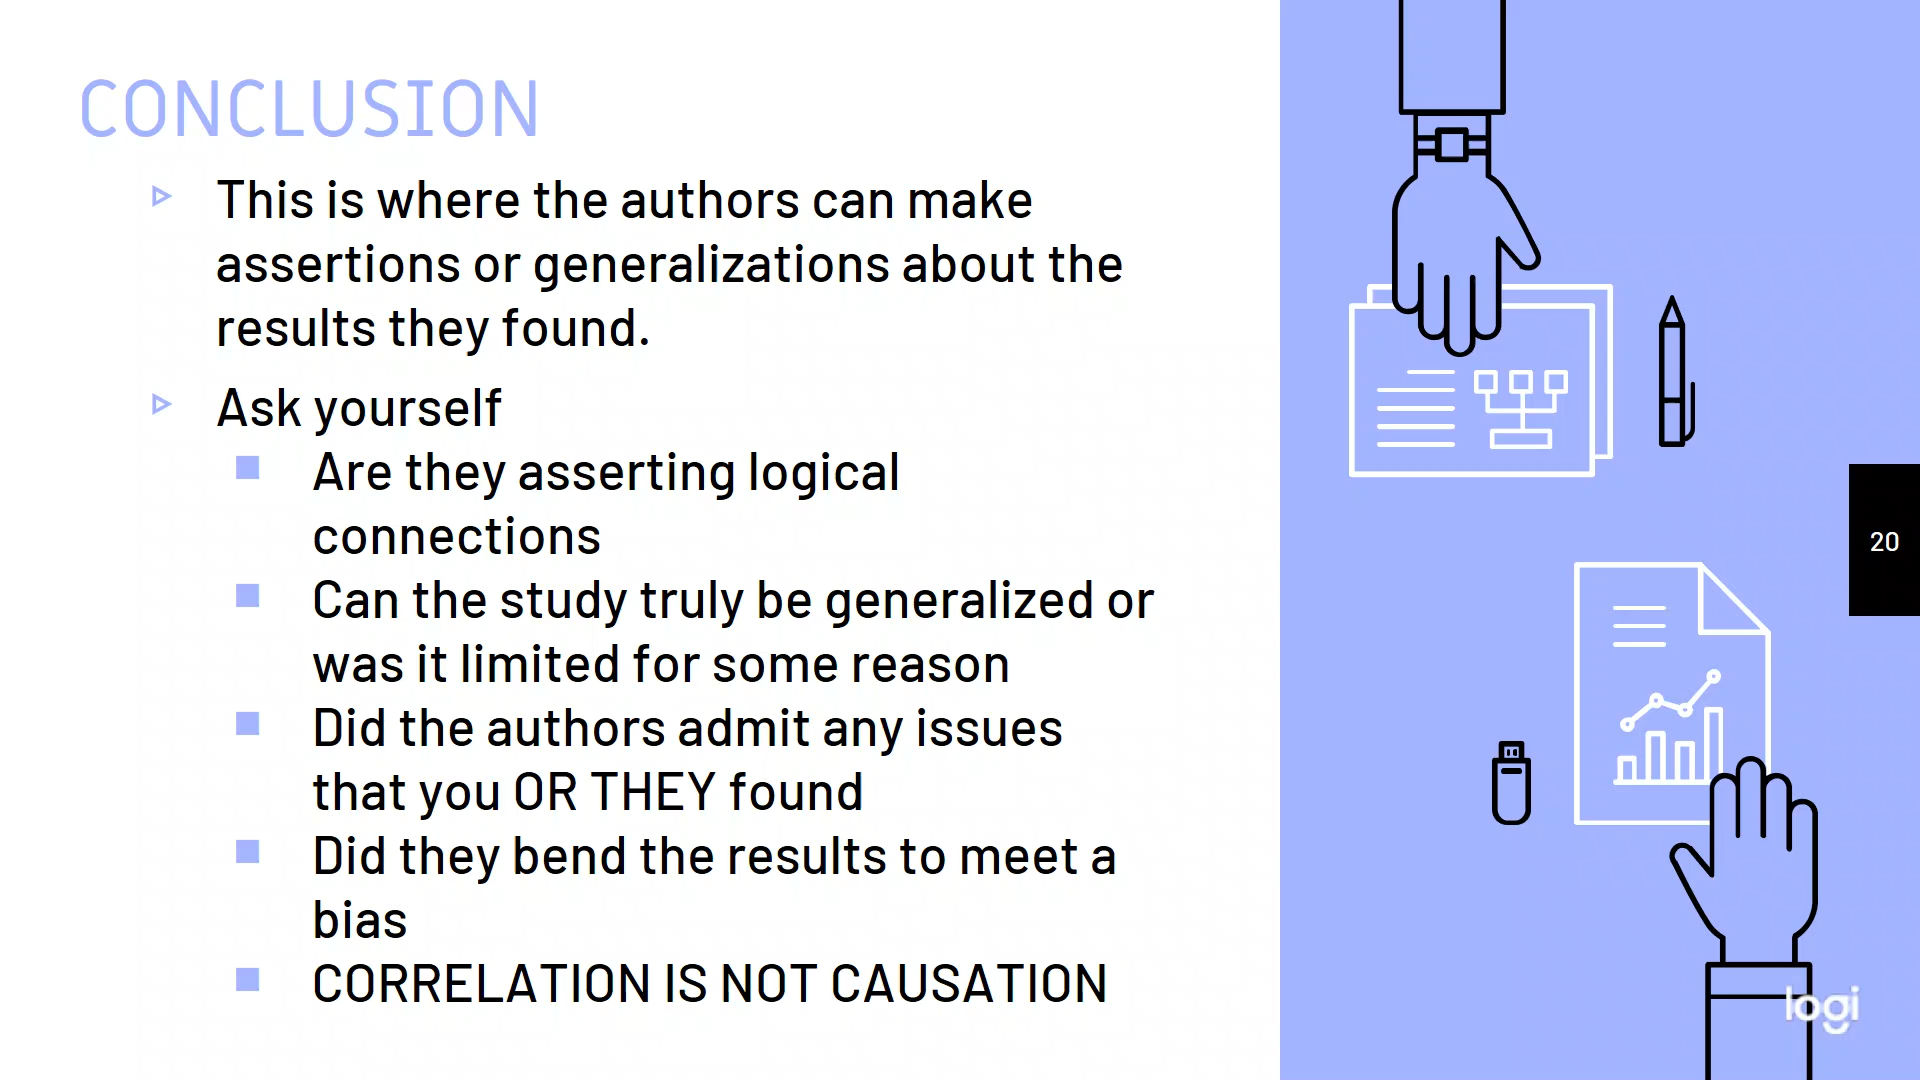 CONCLUSION
This is where the authors can make
assertions or generalizations about the
results they found.
Ask yourself
Are they asserting logical
connections
Can the study truly be generalized or
was it limited for some reason
Did the authors admit any issues
that you OR THEY found
Did they bend the results to meet a
bias
CORRELATION IS NOT CAUSATION
20
logi